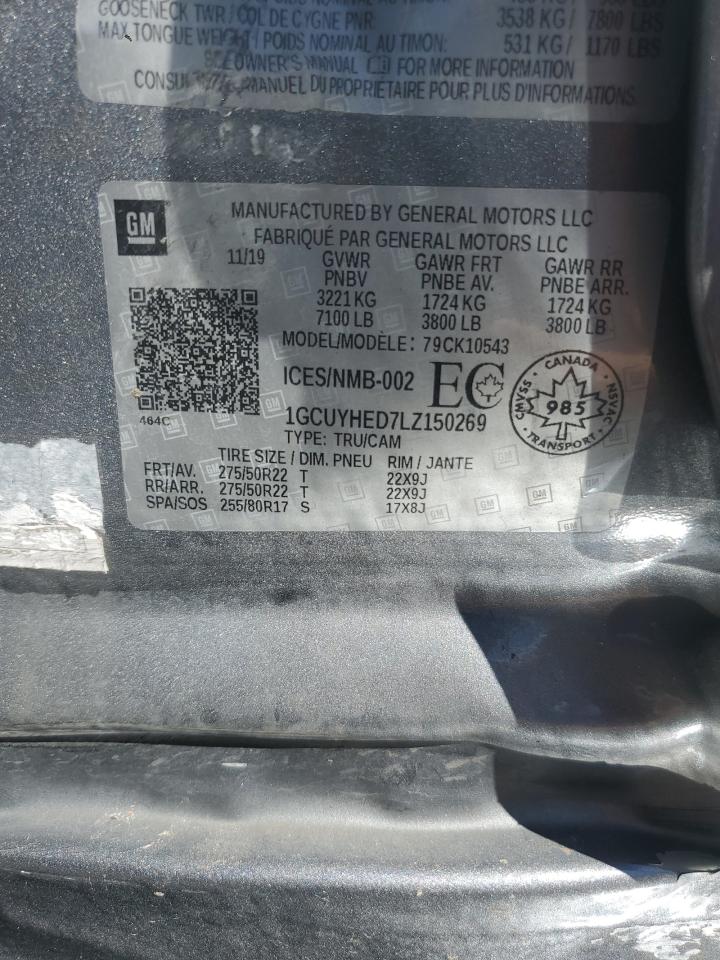 GOOSENECK TWR / COL DE CYGNE PNR: 3538 KG / 7800 LBS
MAX TONGUE WEIGHT / POIDS NOMINAL AU TIMON: 531 KG / 1170 LBS
SEE OWNER'S MANUAL FOR MORE INFORMATION
MANUEL DU PROPRIETAIRE POUR PLUS D'INFORMATIONS.
GM
MANUFACTURED BY GENERAL MOTORS LLC
FABRIQUÉ PAR GENERAL MOTORS LLC
11/19 GVWR GAWR FRT GAWR RR
PNBV PNBE AV. PNBE ARR.
3221 KG 1724 KG 1724 KG
7100 LB 3800 LB 3800 LB
MODEL/MODÈLE: 79CK10543
ICES/NMB-002 EC
CANADA
CMVSS 985 NSVAC
TRANSPORT
464C
1GCUYHED7LZ150269
TYPE: TRU/CAM
TIRE SIZE / DIM. PNEU RIM / JANTE
FRT/AV. 275/50R22 T 22X9J
RR/ARR. 275/50R22 T 22X9J
SPA/SOS 255/80R17 S 17X8J